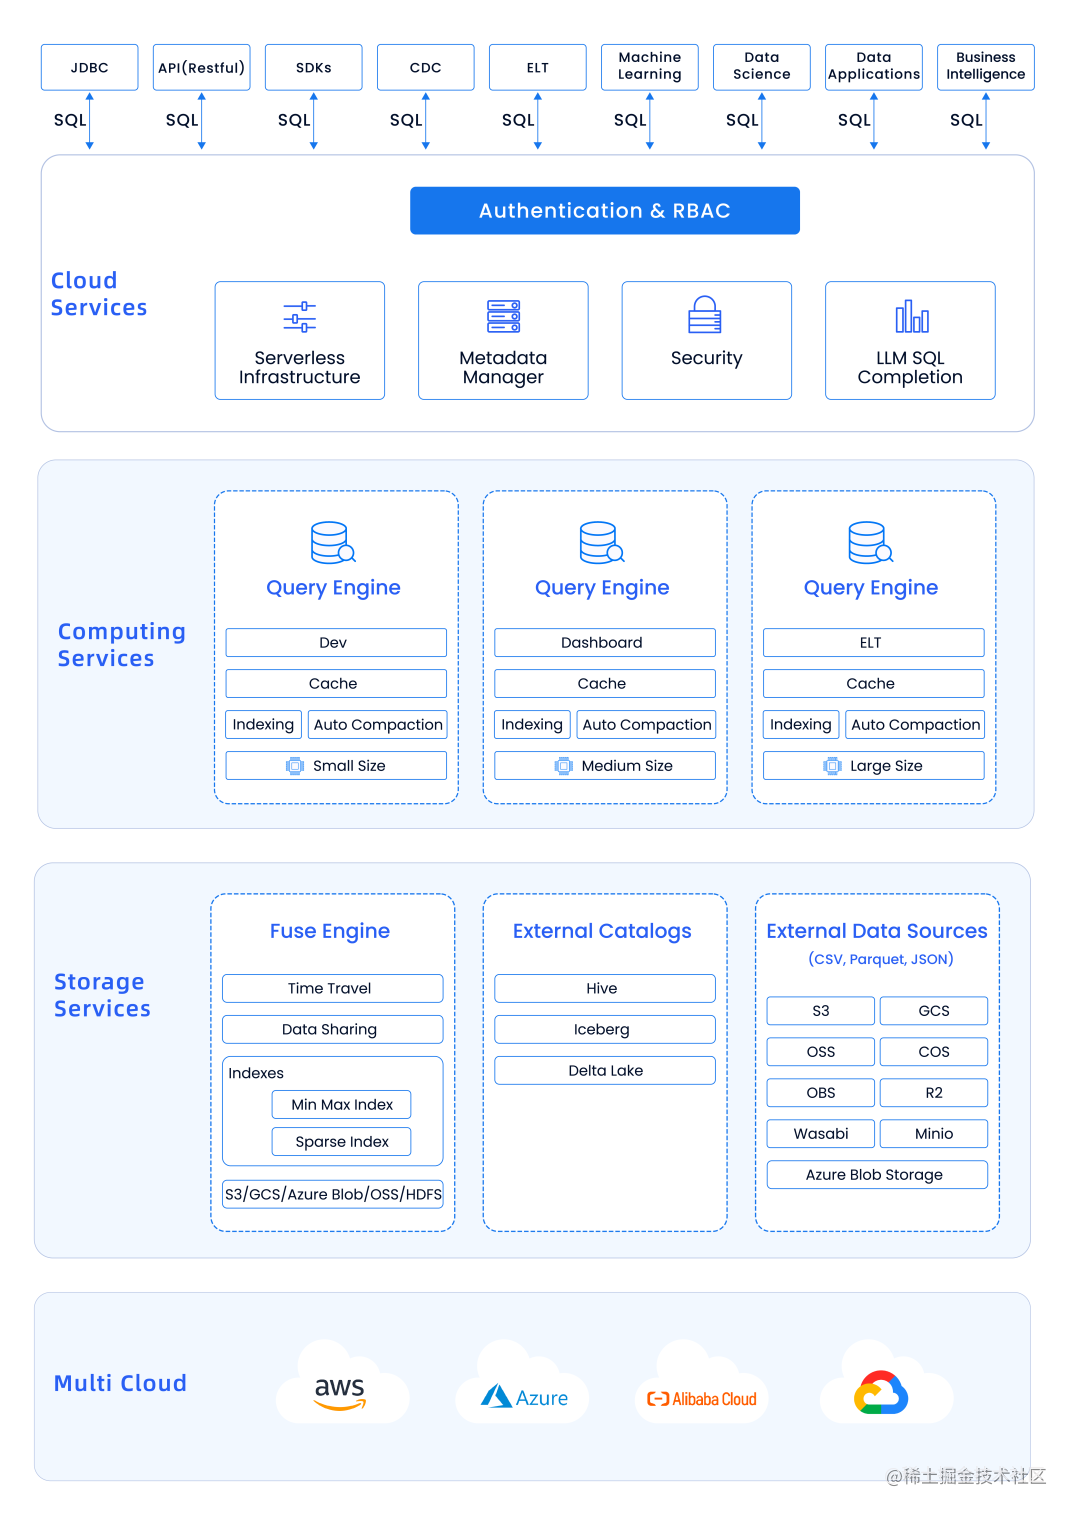 JDBC
API(Restful)
SDKs
CDC
ELT
Machine
Learning
Data
Science
Data
Applications
Business
Intelligence
SQL
SQL
SQL
SQL
SQL
SQL
SQL
SQL
SQL
Authentication & RBAC
Cloud
Services
Serverless
Infrastructure
Metadata
Manager
Security
LLM SQL
Completion
Computing
Services
Query Engine
Dev
Cache
Indexing
Auto Compaction
Small Size
Query Engine
Dashboard
Cache
Indexing
Auto Compaction
Medium Size
Query Engine
ELT
Cache
Indexing
Auto Compaction
Large Size
Storage
Services
Fuse Engine
Time Travel
Data Sharing
Indexes
Min Max Index
Sparse Index
S3/GCS/Azure Blob/OSS/HDFS
External Catalogs
Hive
Iceberg
Delta Lake
External Data Sources
(CSV, Parquet, JSON)
S3
GCS
OSS
COS
OBS
R2
Wasabi
Minio
Azure Blob Storage
Multi Cloud
aws
Azure
Alibaba Cloud
@稀土掘金技术社区